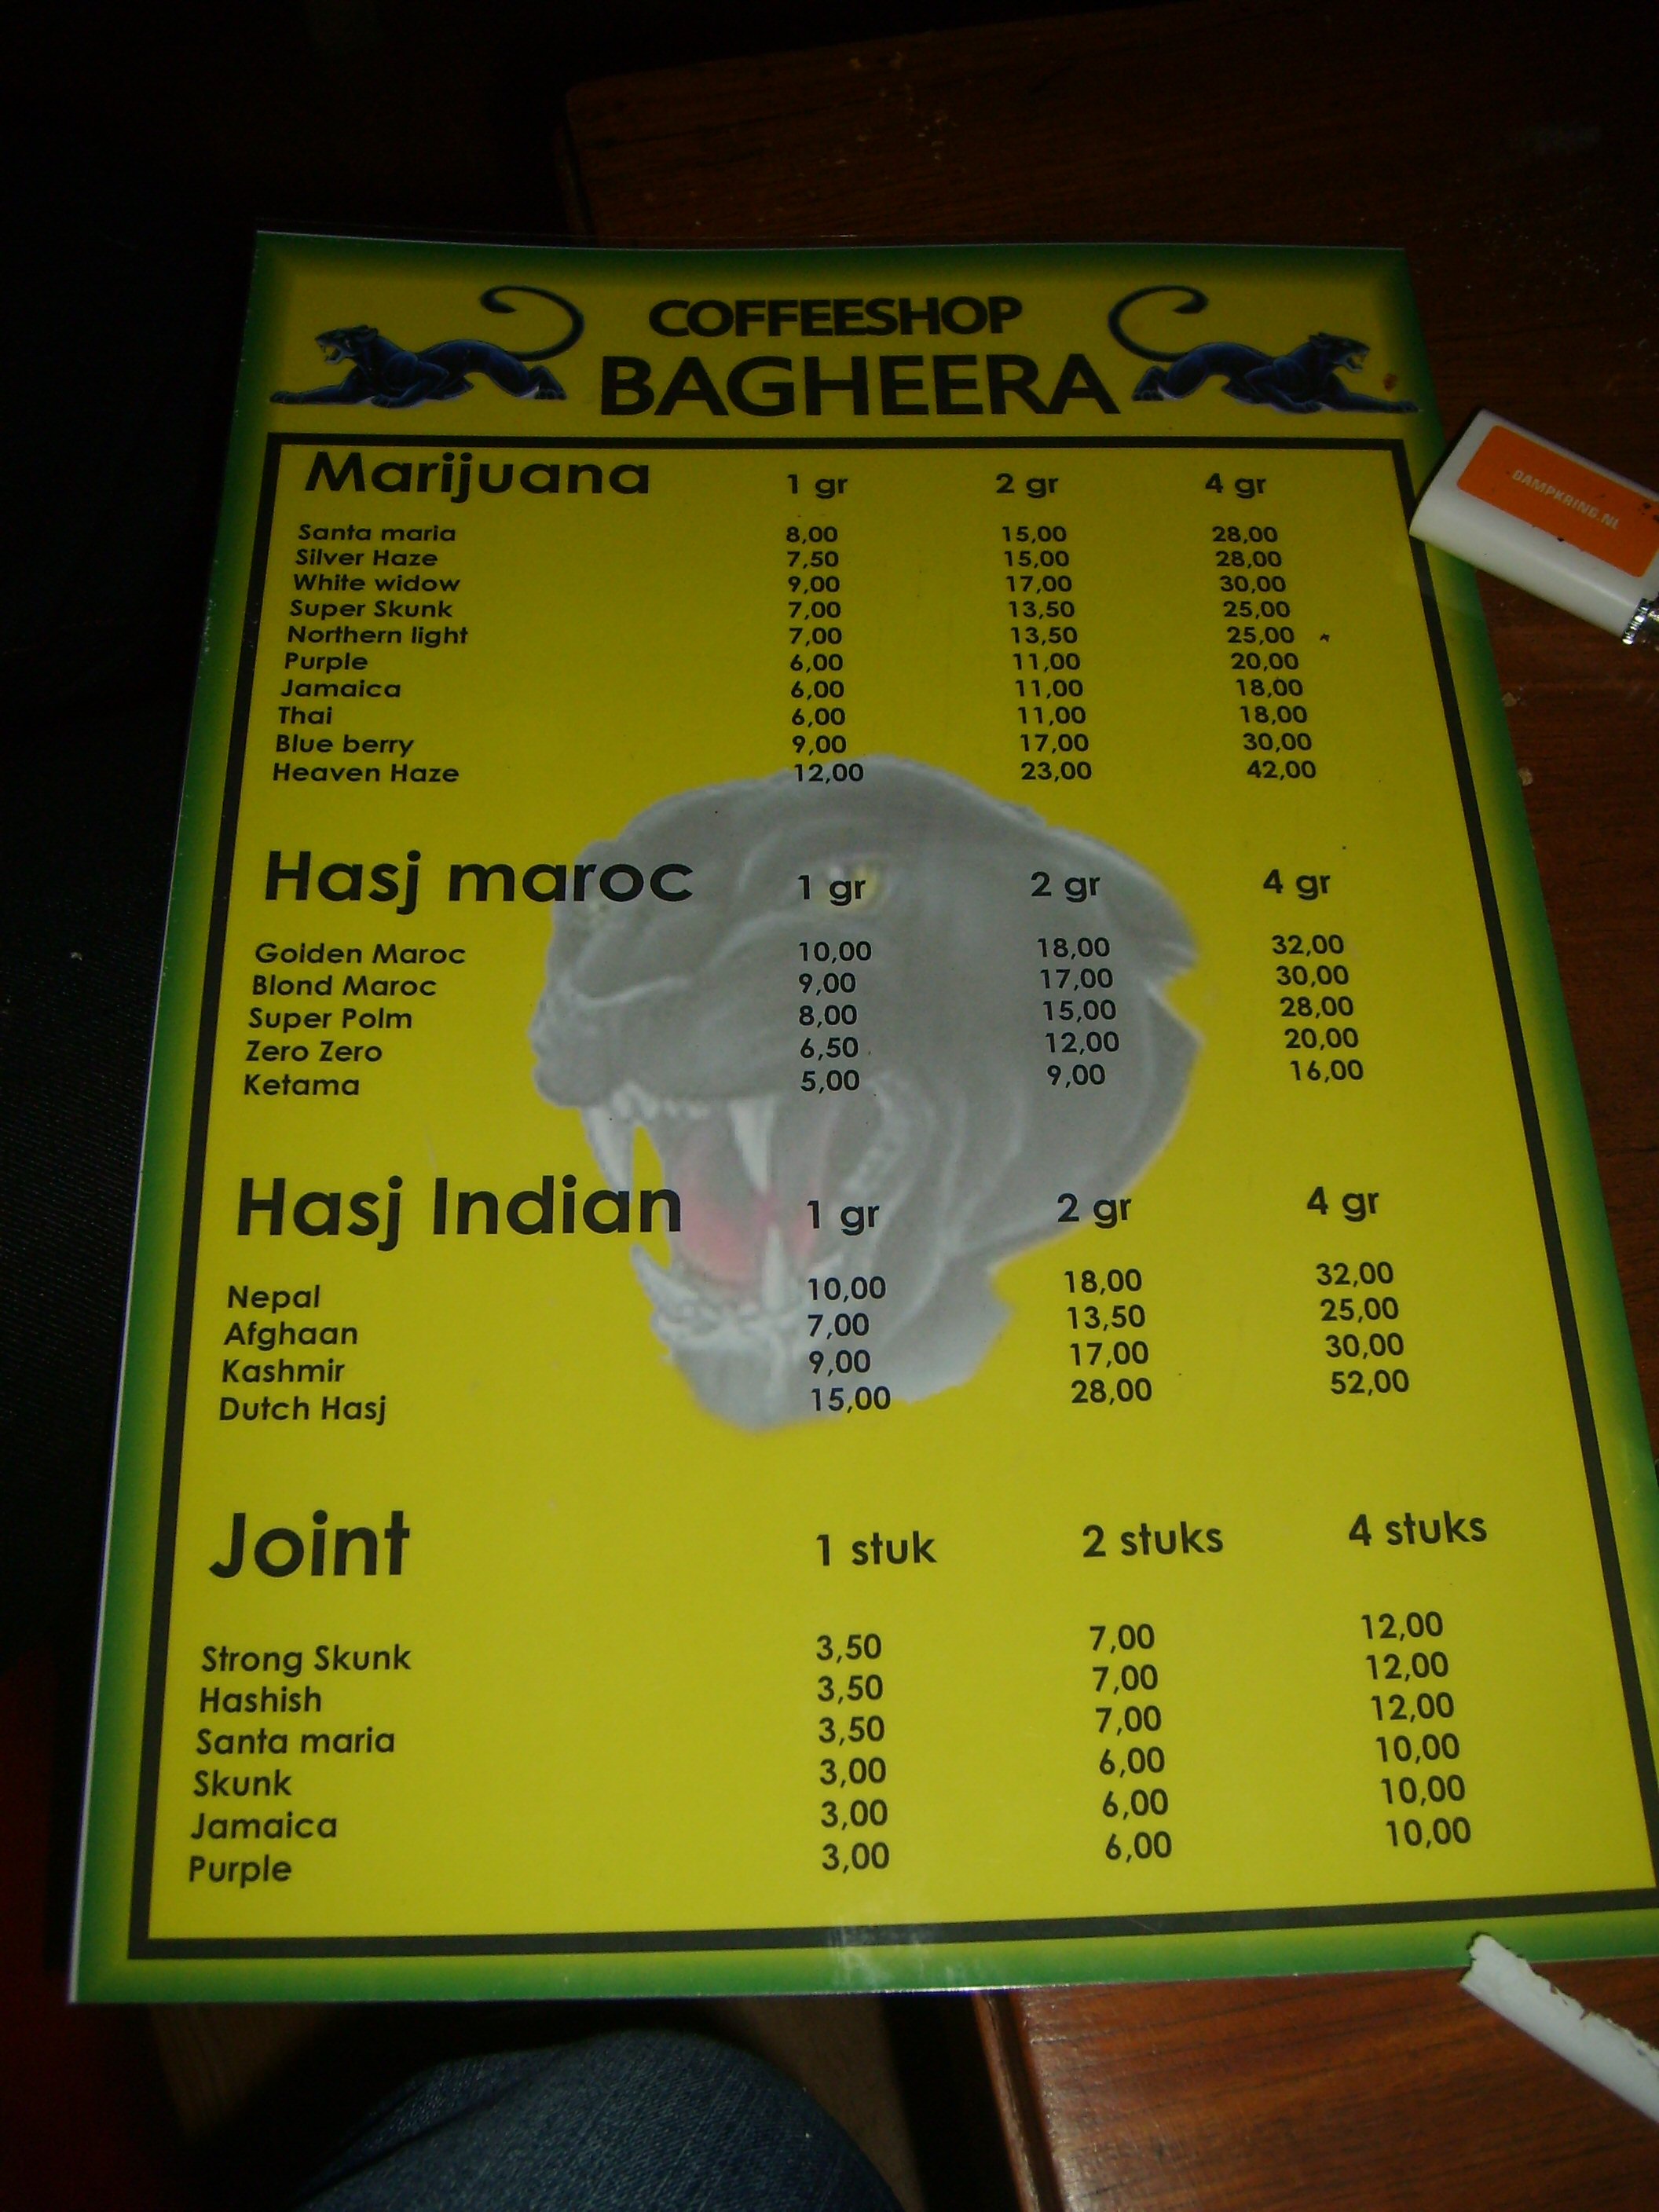 COFFEESHOP
BAGHEERA
Marijuana 1 gr 2 gr 4 gr
Santa maria 8,00 15,00 28,00
Silver Haze 7,50 15,00 28,00
White widow 9,00 17,00 30,00
Super Skunk 7,00 13,50 25,00
Northern light 7,00 13,50 25,00
Purple 6,00 11,00 20,00
Jamaica 6,00 11,00 18,00
Thai 6,00 11,00 18,00
Blue berry 9,00 17,00 30,00
Heaven Haze 12,00 23,00 42,00
Hasj maroc 1 gr 2 gr 4 gr
Golden Maroc 10,00 18,00 32,00
Blond Maroc 9,00 17,00 30,00
Super Polm 8,00 15,00 28,00
Zero Zero 6,50 12,00 20,00
Ketama 5,00 9,00 16,00
Hasj Indian 1 gr 2 gr 4 gr
Nepal 10,00 18,00 32,00
Afghaan 7,00 13,50 25,00
Kashmir 9,00 17,00 30,00
Dutch Hasj 15,00 28,00 52,00
Joint 1 stuk 2 stuks 4 stuks
Strong Skunk 3,50 7,00 12,00
Hashish 3,50 7,00 12,00
Santa maria 3,50 7,00 12,00
Skunk 3,00 6,00 10,00
Jamaica 3,00 6,00 10,00
Purple 3,00 6,00 10,00
DAMPKRING.NL